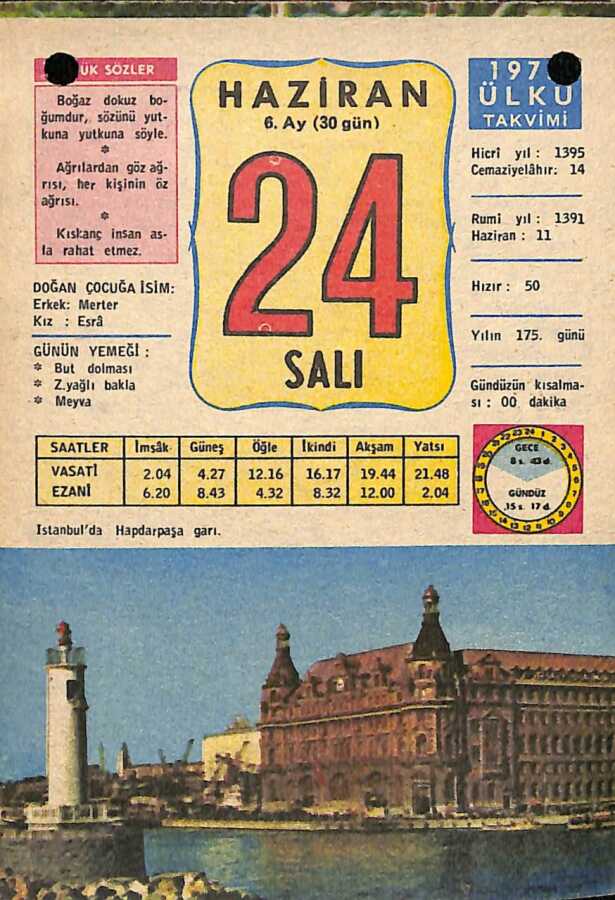 ÜK SÖZLER
Boğaz dokuz bo-
ğumdur, sözünü yut-
kuna yutkuna söyle.
Ağrılardan göz ağ-
rısı, her kişinin öz
ağrısı.
Kıskanç insan as-
la rahat etmez.
DOĞAN ÇOCUĞA İSİM:
Erkek: Merter
Kız : Esrâ
GÜNÜN YEMEĞİ :
But dolması
Z.yağlı bakla
Meyva
HAZİRAN
6. Ay (30 gün)
24
SALI
197
ÜLKÜ
TAKVİMİ
Hicrî yıl : 1395
Cemaziyelâhır: 14
Rumi yıl : 1391
Haziran : 11
Hızır : 50
Yılın 175. günü
Gündüzün kısalma-
sı : 00 dakika
SAATLER İmsâk Güneş Öğle İkindi Akşam Yatsı
VASATİ 2.04 4.27 12.16 16.17 19.44 21.48
EZANİ 6.20 8.43 4.32 8.32 12.00 2.04
GECE
8 s. 43 d.
GÜNDÜZ
15 s. 17 d.
Istanbul'da Hapdarpaşa garı.